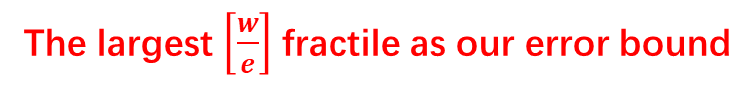 The largest [w/e] fractile as our error bound